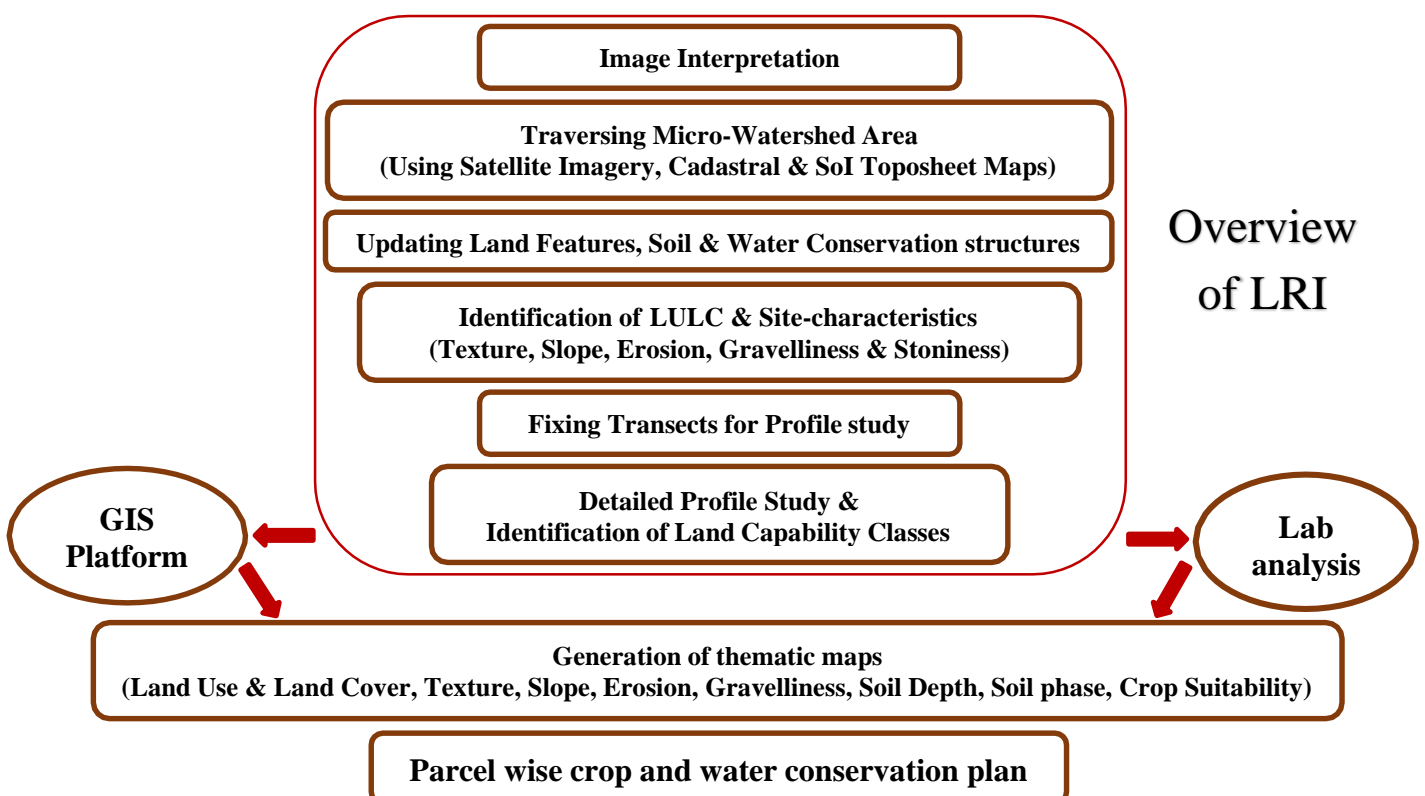 Image Interpretation
Traversing Micro-Watershed Area
(Using Satellite Imagery, Cadastral & SoI Toposheet Maps)
Updating Land Features, Soil & Water Conservation structures
Overview
of LRI
Identification of LULC & Site-characteristics
(Texture, Slope, Erosion, Gravelliness & Stoniness)
Fixing Transects for Profile study
Detailed Profile Study &
Identification of Land Capability Classes
GIS
Platform
Lab
analysis
Generation of thematic maps
(Land Use & Land Cover, Texture, Slope, Erosion, Gravelliness, Soil Depth, Soil phase, Crop Suitability)
Parcel wise crop and water conservation plan